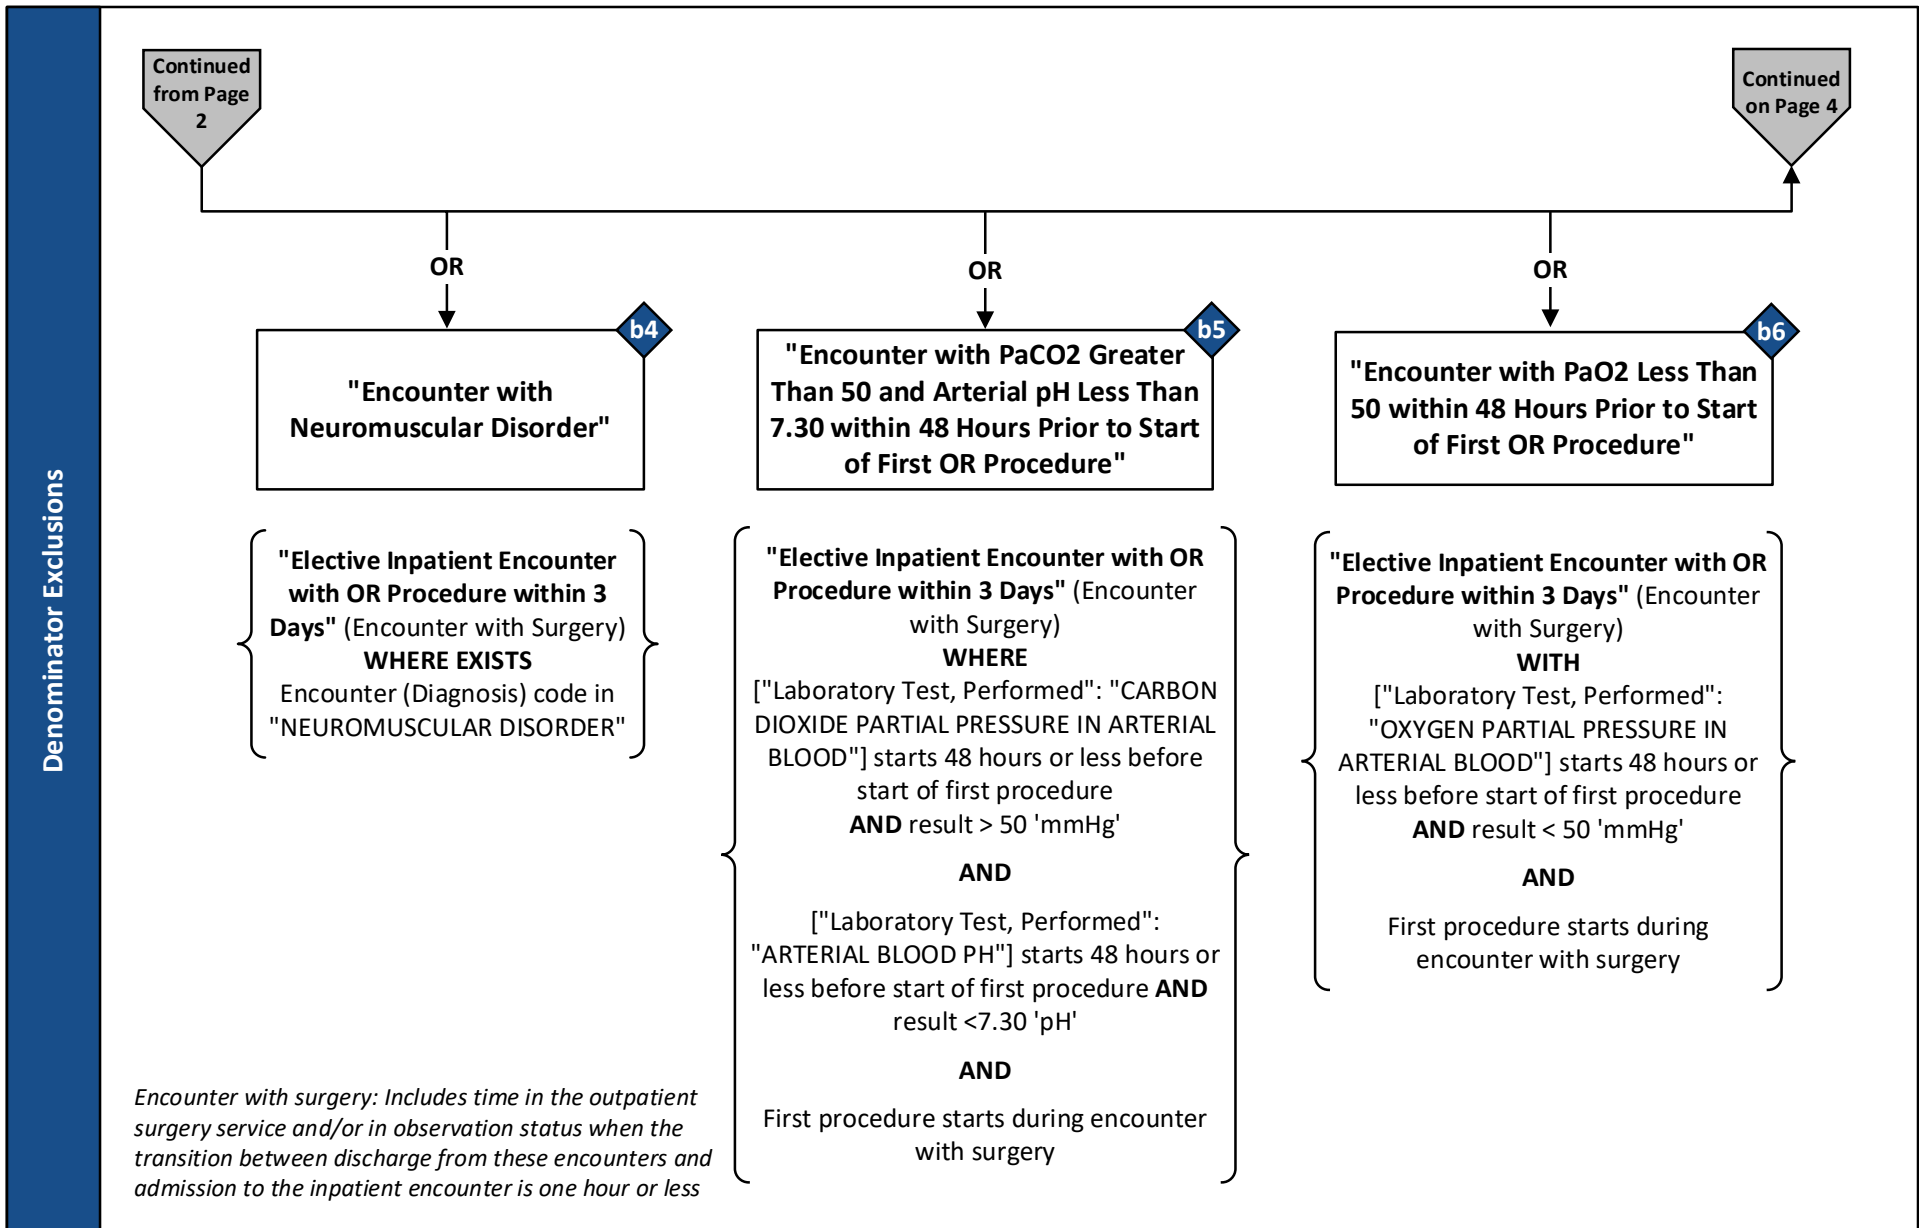 Denominator Exclusions
Continued
from Page
2
Continued
on Page 4
OR
OR
OR
b4
"Encounter with
Neuromuscular Disorder"
b5
"Encounter with PaCO2 Greater
Than 50 and Arterial pH Less Than
7.30 within 48 Hours Prior to Start
of First OR Procedure"
b6
"Encounter with PaO2 Less Than
50 within 48 Hours Prior to Start
of First OR Procedure"
"Elective Inpatient Encounter
with OR Procedure within 3
Days" (Encounter with Surgery)
WHERE EXISTS
Encounter (Diagnosis) code in
"NEUROMUSCULAR DISORDER"
"Elective Inpatient Encounter with OR
Procedure within 3 Days" (Encounter
with Surgery)
WHERE
["Laboratory Test, Performed": "CARBON
DIOXIDE PARTIAL PRESSURE IN ARTERIAL
BLOOD"] starts 48 hours or less before
start of first procedure
AND result > 50 'mmHg'
AND
["Laboratory Test, Performed":
"ARTERIAL BLOOD PH"] starts 48 hours or
less before start of first procedure AND
result <7.30 'pH'
AND
First procedure starts during encounter
with surgery
"Elective Inpatient Encounter with OR
Procedure within 3 Days" (Encounter
with Surgery)
WITH
["Laboratory Test, Performed":
"OXYGEN PARTIAL PRESSURE IN
ARTERIAL BLOOD"] starts 48 hours or
less before start of first procedure
AND result < 50 'mmHg'
AND
First procedure starts during
encounter with surgery
Encounter with surgery: Includes time in the outpatient
surgery service and/or in observation status when the
transition between discharge from these encounters and
admission to the inpatient encounter is one hour or less